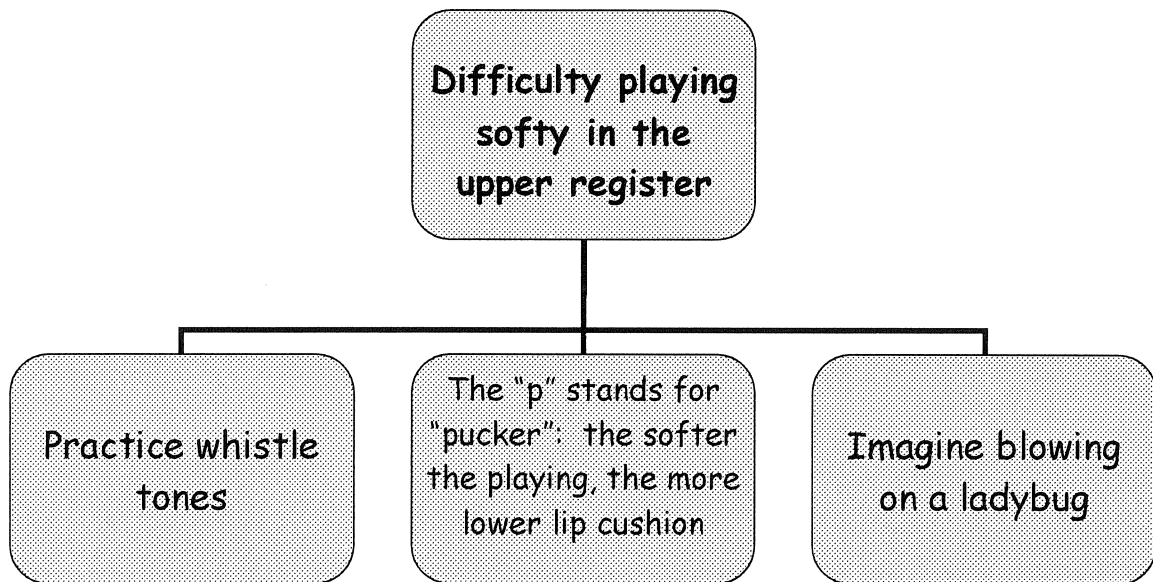 Difficulty playing
softy in the
upper register
Practice whistle
tones
The “p” stands for
“pucker”: the softer
the playing, the more
lower lip cushion
Imagine blowing
on a ladybug